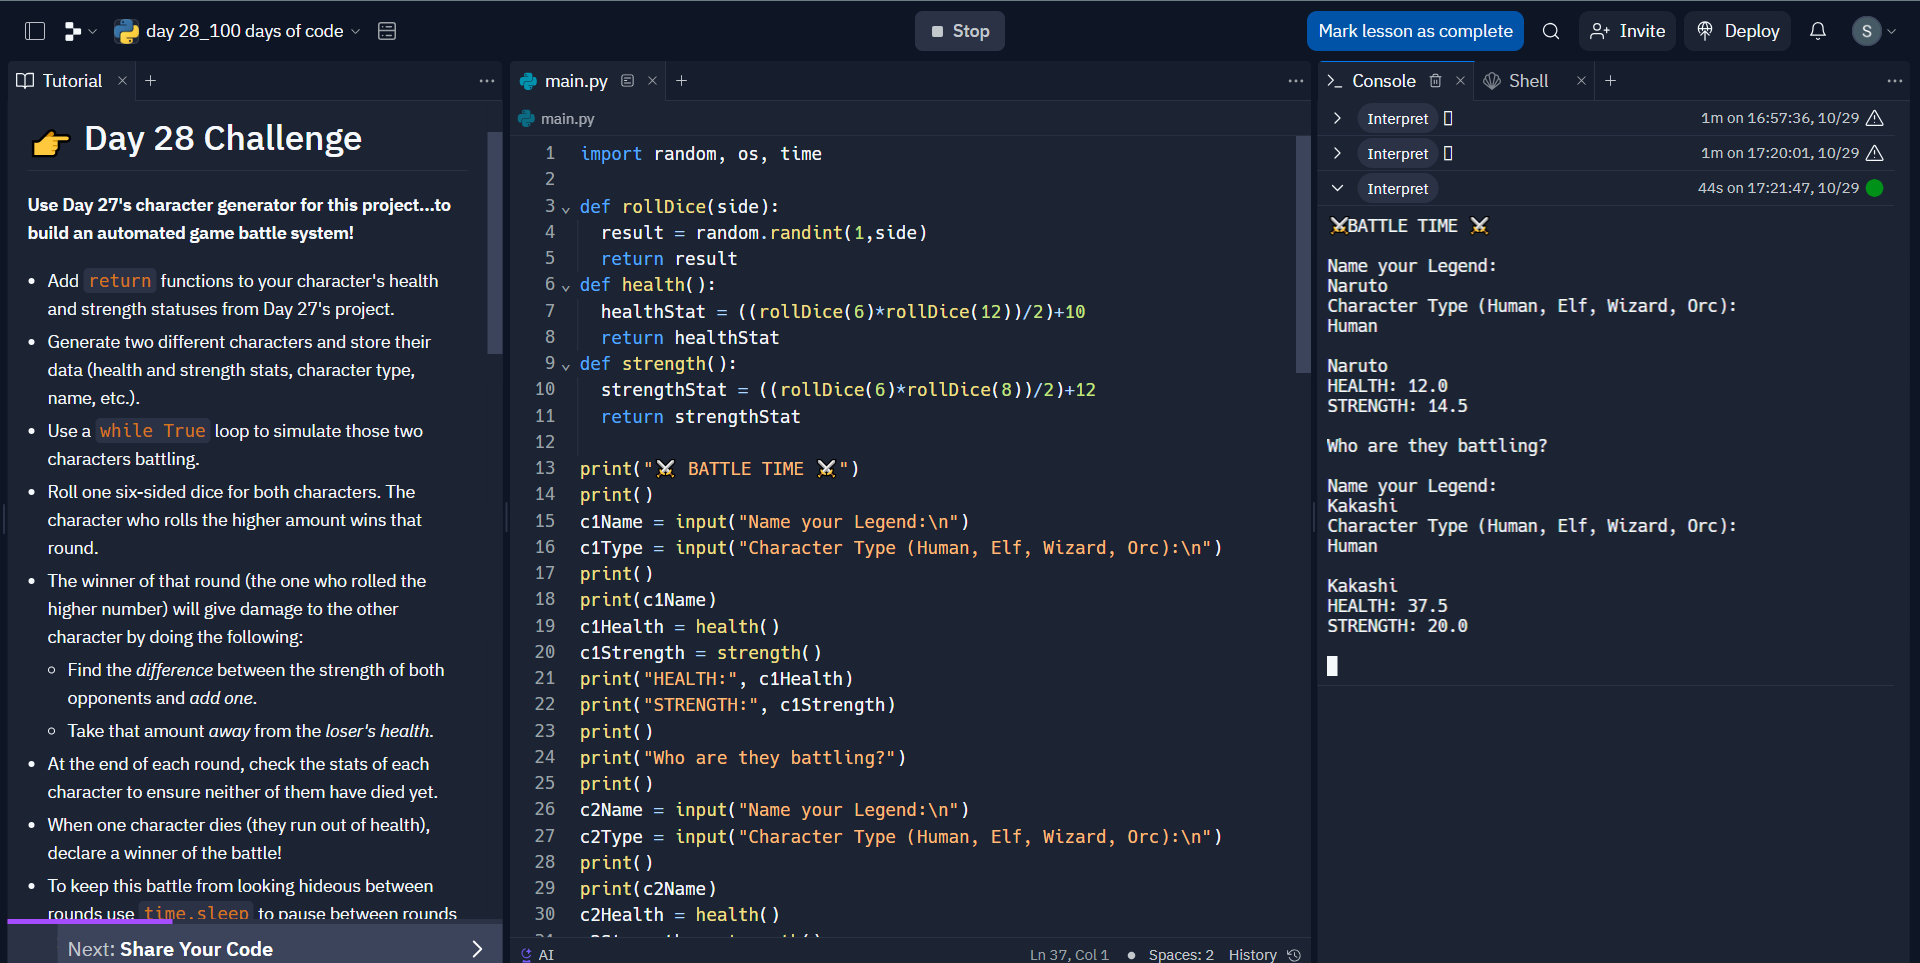 day 28_100 days of code
Stop
Mark lesson as complete
Invite
Deploy
S
Tutorial
👉 Day 28 Challenge
Use Day 27's character generator for this project...to
build an automated game battle system!
• Add return functions to your character's health
and strength statuses from Day 27's project.
• Generate two different characters and store their
data (health and strength stats, character type,
name, etc.).
• Use a while True loop to simulate those two
characters battling.
• Roll one six-sided dice for both characters. The
character who rolls the higher amount wins that
round.
• The winner of that round (the one who rolled the
higher number) will give damage to the other
character by doing the following:
◦ Find the difference between the strength of both
opponents and add one.
◦ Take that amount away from the loser's health.
• At the end of each round, check the stats of each
character to ensure neither of them have died yet.
• When one character dies (they run out of health),
declare a winner of the battle!
• To keep this battle from looking hideous between
rounds use time.sleep to pause between rounds
Next: Share Your Code
main.py
main.py
1 import random, os, time
2
3 def rollDice(side):
4 result = random.randint(1,side)
5 return result
6 def health():
7 healthStat = ((rollDice(6)*rollDice(12))/2)+10
8 return healthStat
9 def strength():
10 strengthStat = ((rollDice(6)*rollDice(8))/2)+12
11 return strengthStat
12
13 print("⚔️ BATTLE TIME ⚔️")
14 print()
15 c1Name = input("Name your Legend:\n")
16 c1Type = input("Character Type (Human, Elf, Wizard, Orc):\n")
17 print()
18 print(c1Name)
19 c1Health = health()
20 c1Strength = strength()
21 print("HEALTH:", c1Health)
22 print("STRENGTH:", c1Strength)
23 print()
24 print("Who are they battling?")
25 print()
26 c2Name = input("Name your Legend:\n")
27 c2Type = input("Character Type (Human, Elf, Wizard, Orc):\n")
28 print()
29 print(c2Name)
30 c2Health = health()
AI
Ln 37, Col 1 • Spaces: 2 History
Console
Shell
Interpret 1m on 16:57:36, 10/29
Interpret 1m on 17:20:01, 10/29
Interpret 44s on 17:21:47, 10/29
⚔️BATTLE TIME ⚔️
Name your Legend:
Naruto
Character Type (Human, Elf, Wizard, Orc):
Human
Naruto
HEALTH: 12.0
STRENGTH: 14.5
Who are they battling?
Name your Legend:
Kakashi
Character Type (Human, Elf, Wizard, Orc):
Human
Kakashi
HEALTH: 37.5
STRENGTH: 20.0